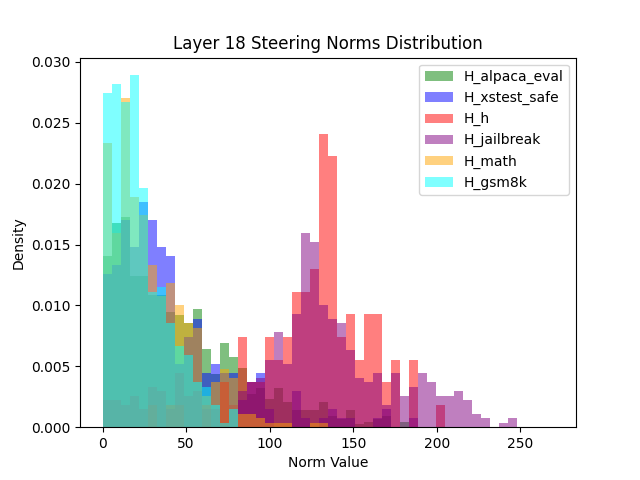 Layer 18 Steering Norms Distribution
H_alpaca_eval
H_xstest_safe
H_h
H_jailbreak
H_math
H_gsm8k
Density
0.030
0.025
0.020
0.015
0.010
0.005
0.000
0
50
100
150
200
250
Norm Value